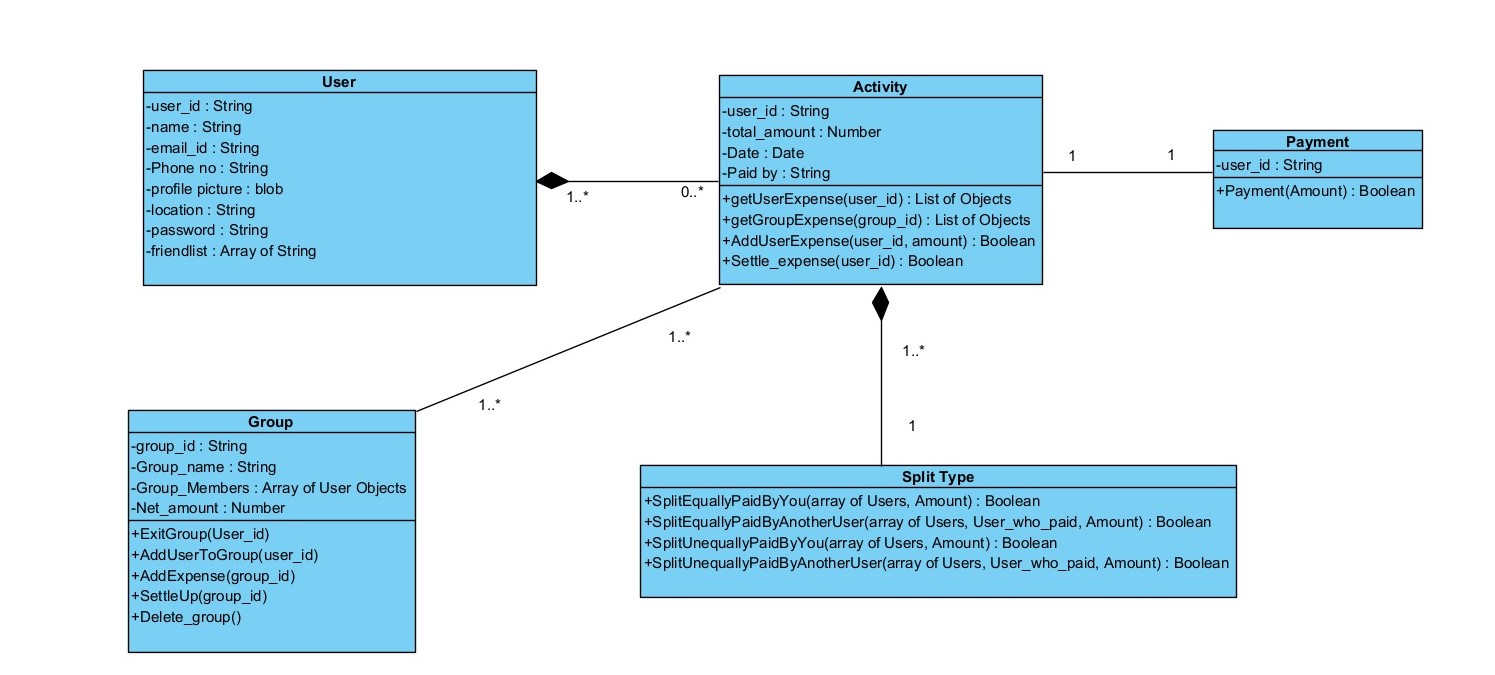 User
-user_id : String
-name : String
-email_id : String
-Phone no : String
-profile picture : blob
-location : String
-password : String
-friendlist : Array of String
1..*
0..*
Activity
-user_id : String
-total_amount : Number
-Date : Date
-Paid by : String
+getUserExpense(user_id) : List of Objects
+getGroupExpense(group_id) : List of Objects
+AddUserExpense(user_id, amount) : Boolean
+Settle_expense(user_id) : Boolean
1
1
Payment
-user_id : String
+Payment(Amount) : Boolean
1..*
1..*
1..*
1
Group
-group_id : String
-Group_name : String
-Group_Members : Array of User Objects
-Net_amount : Number
+ExitGroup(User_id)
+AddUserToGroup(user_id)
+AddExpense(group_id)
+SettleUp(group_id)
+Delete_group()
Split Type
+SplitEquallyPaidByYou(array of Users, Amount) : Boolean
+SplitEquallyPaidByAnotherUser(array of Users, User_who_paid, Amount) : Boolean
+SplitUnequallyPaidByYou(array of Users, Amount) : Boolean
+SplitUnequallyPaidByAnotherUser(array of Users, User_who_paid, Amount) : Boolean